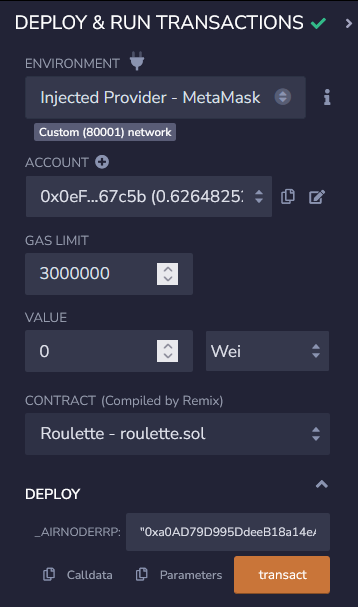 DEPLOY & RUN TRANSACTIONS
ENVIRONMENT
Injected Provider - MetaMask
Custom (80001) network
ACCOUNT
0x0eF...67c5b (0.6264825
GAS LIMIT
3000000
VALUE
0 Wei
CONTRACT (Compiled by Remix)
Roulette - roulette.sol
DEPLOY
_AIRNODERRP: "0xa0AD79D995DdeeB18a14e
Calldata Parameters transact